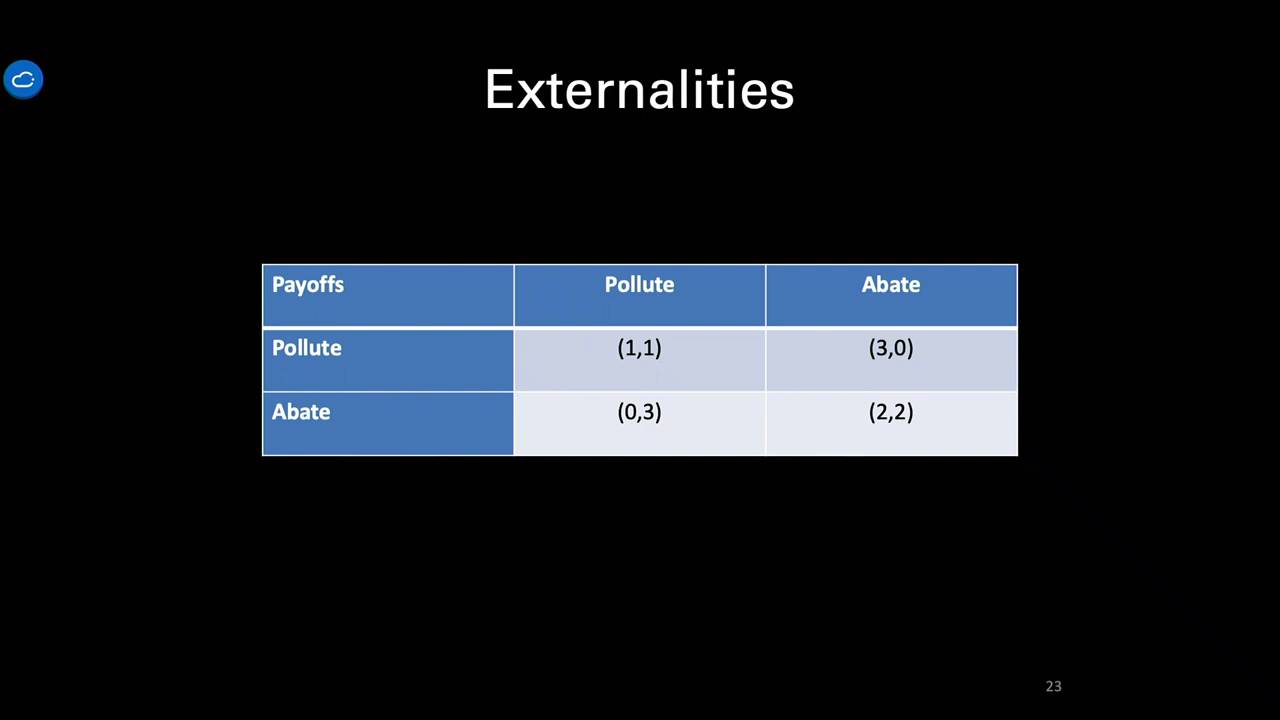 Externalities
Payoffs Pollute Abate
Pollute (1,1) (3,0)
Abate (0,3) (2,2)
23